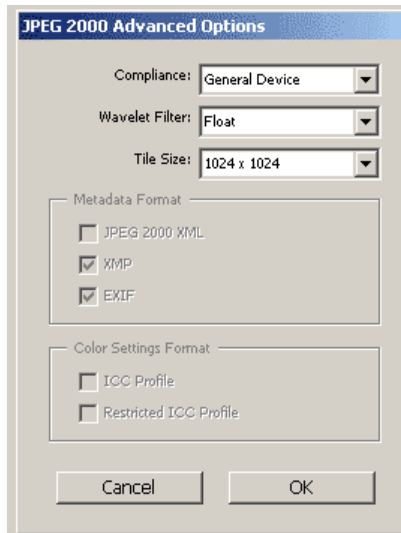 JPEG 2000 Advanced Options
Compliance: General Device
Wavelet Filter: Float
Tile Size: 1024 x 1024
Metadata Format
JPEG 2000 XML
XMP
EXIF
Color Settings Format
ICC Profile
Restricted ICC Profile
Cancel OK